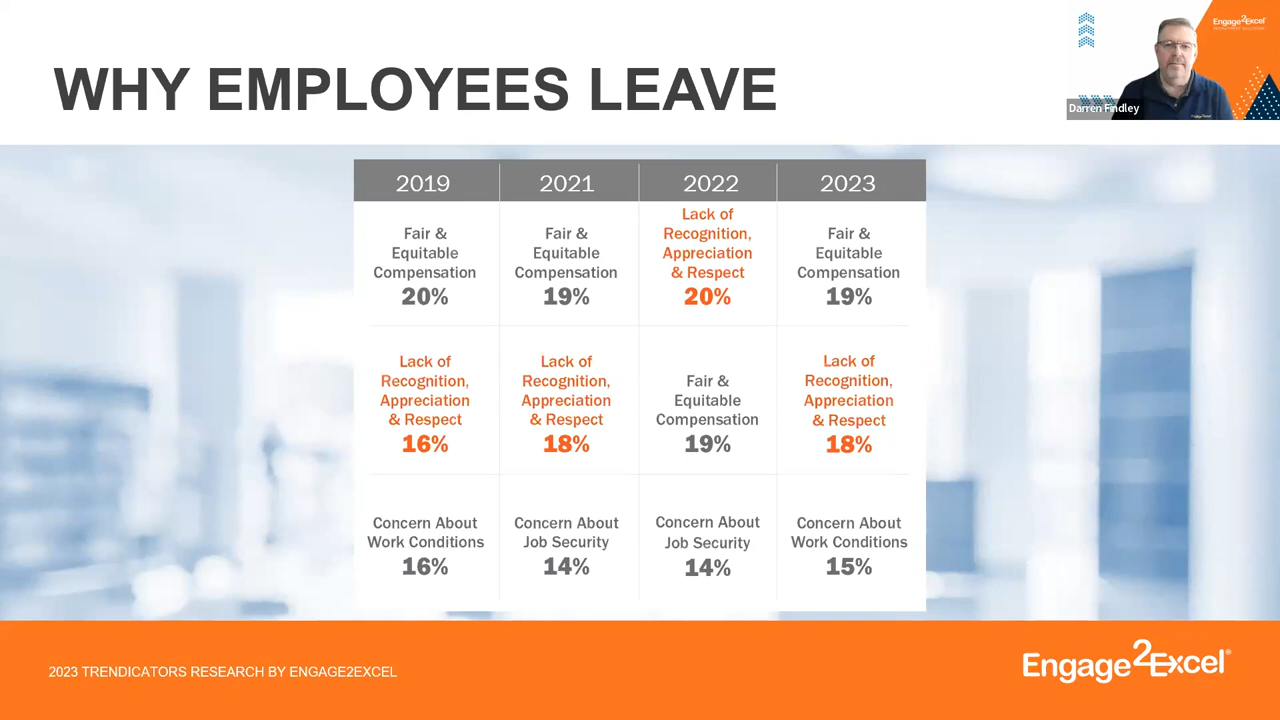 WHY EMPLOYEES LEAVE
Engage2Excel
Darren Findley
2019
2021
2022
2023
Fair &
Equitable
Compensation
20%
Fair &
Equitable
Compensation
19%
Lack of
Recognition,
Appreciation
& Respect
20%
Fair &
Equitable
Compensation
19%
Lack of
Recognition,
Appreciation
& Respect
16%
Lack of
Recognition,
Appreciation
& Respect
18%
Fair &
Equitable
Compensation
19%
Lack of
Recognition,
Appreciation
& Respect
18%
Concern About
Work Conditions
16%
Concern About
Job Security
14%
Concern About
Job Security
14%
Concern About
Work Conditions
15%
2023 TRENDICATORS RESEARCH BY ENGAGE2EXCEL
Engage2Excel®